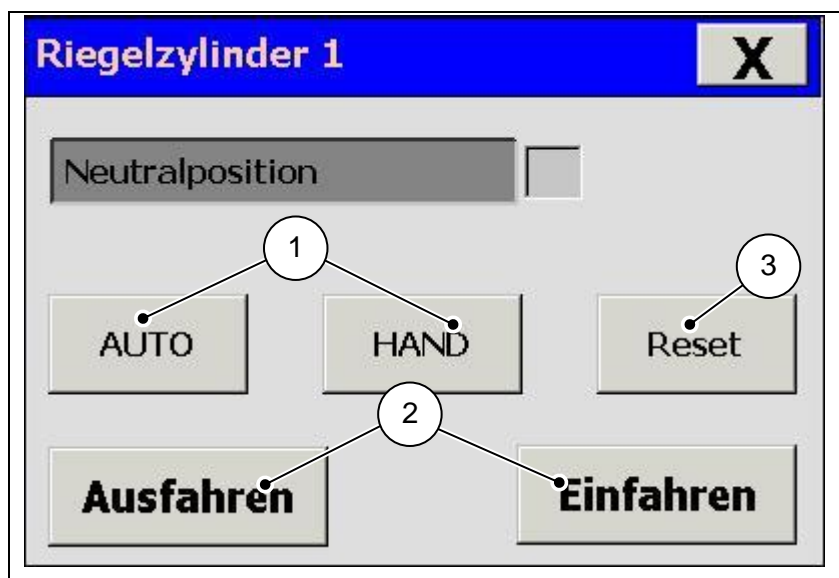 Riegelzylinder 1 X
Neutralposition
1
3
AUTO HAND Reset
2
Ausfahren Einfahren